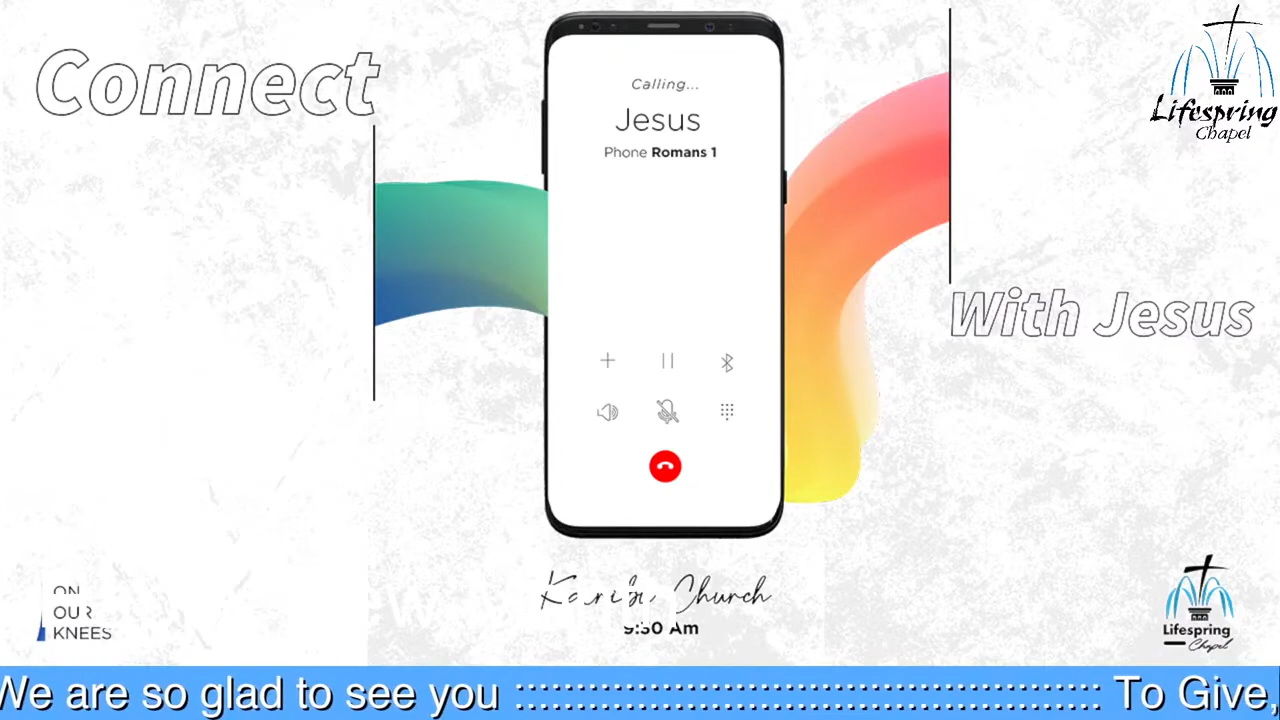 Connect
Calling...
Jesus
Phone Romans 1
With Jesus
Lifespring
Chapel
ON
OUR
KNEES
Church
9:30 Am
Lifespring
Chapel
We are so glad to see you :::::::::::::::::::::::::::::::::::::::::::::: To Give,